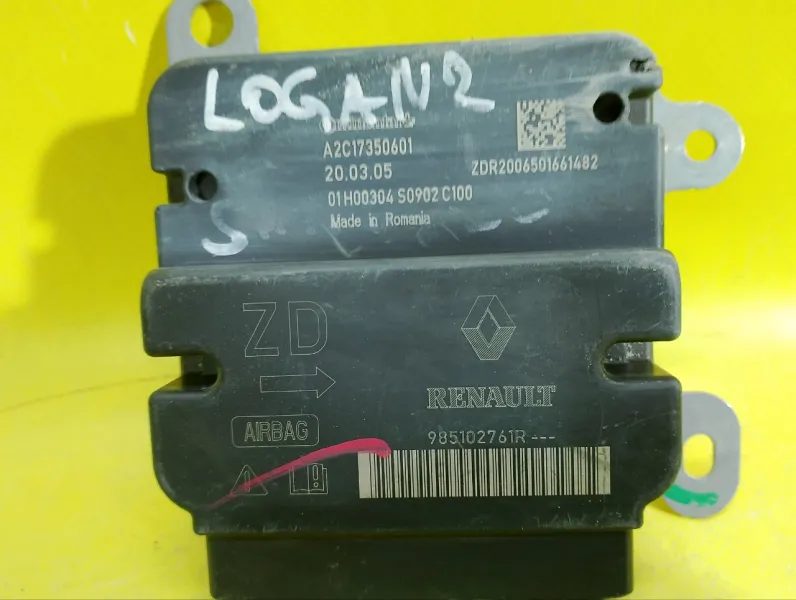 LOGAN2
A2C17350601
20.03.05
ZDR2006501661482
01H00304 S0902 C100
Made in Romania
ZD
RENAULT
AIRBAG
985102761R---